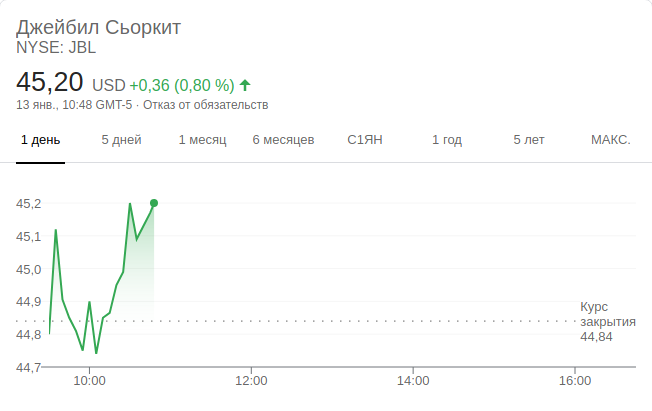 Джейбил Сьоркит
NYSE: JBL
45,20 USD +0,36 (0,80 %)
13 янв., 10:48 GMT-5 · Отказ от обязательств
1 день 5 дней 1 месяц 6 месяцев С1ЯН 1 год 5 лет МАКС.
45,2
45,1
45,0
44,9
44,8
44,7
Курс
закрытия
44,84
10:00 12:00 14:00 16:00